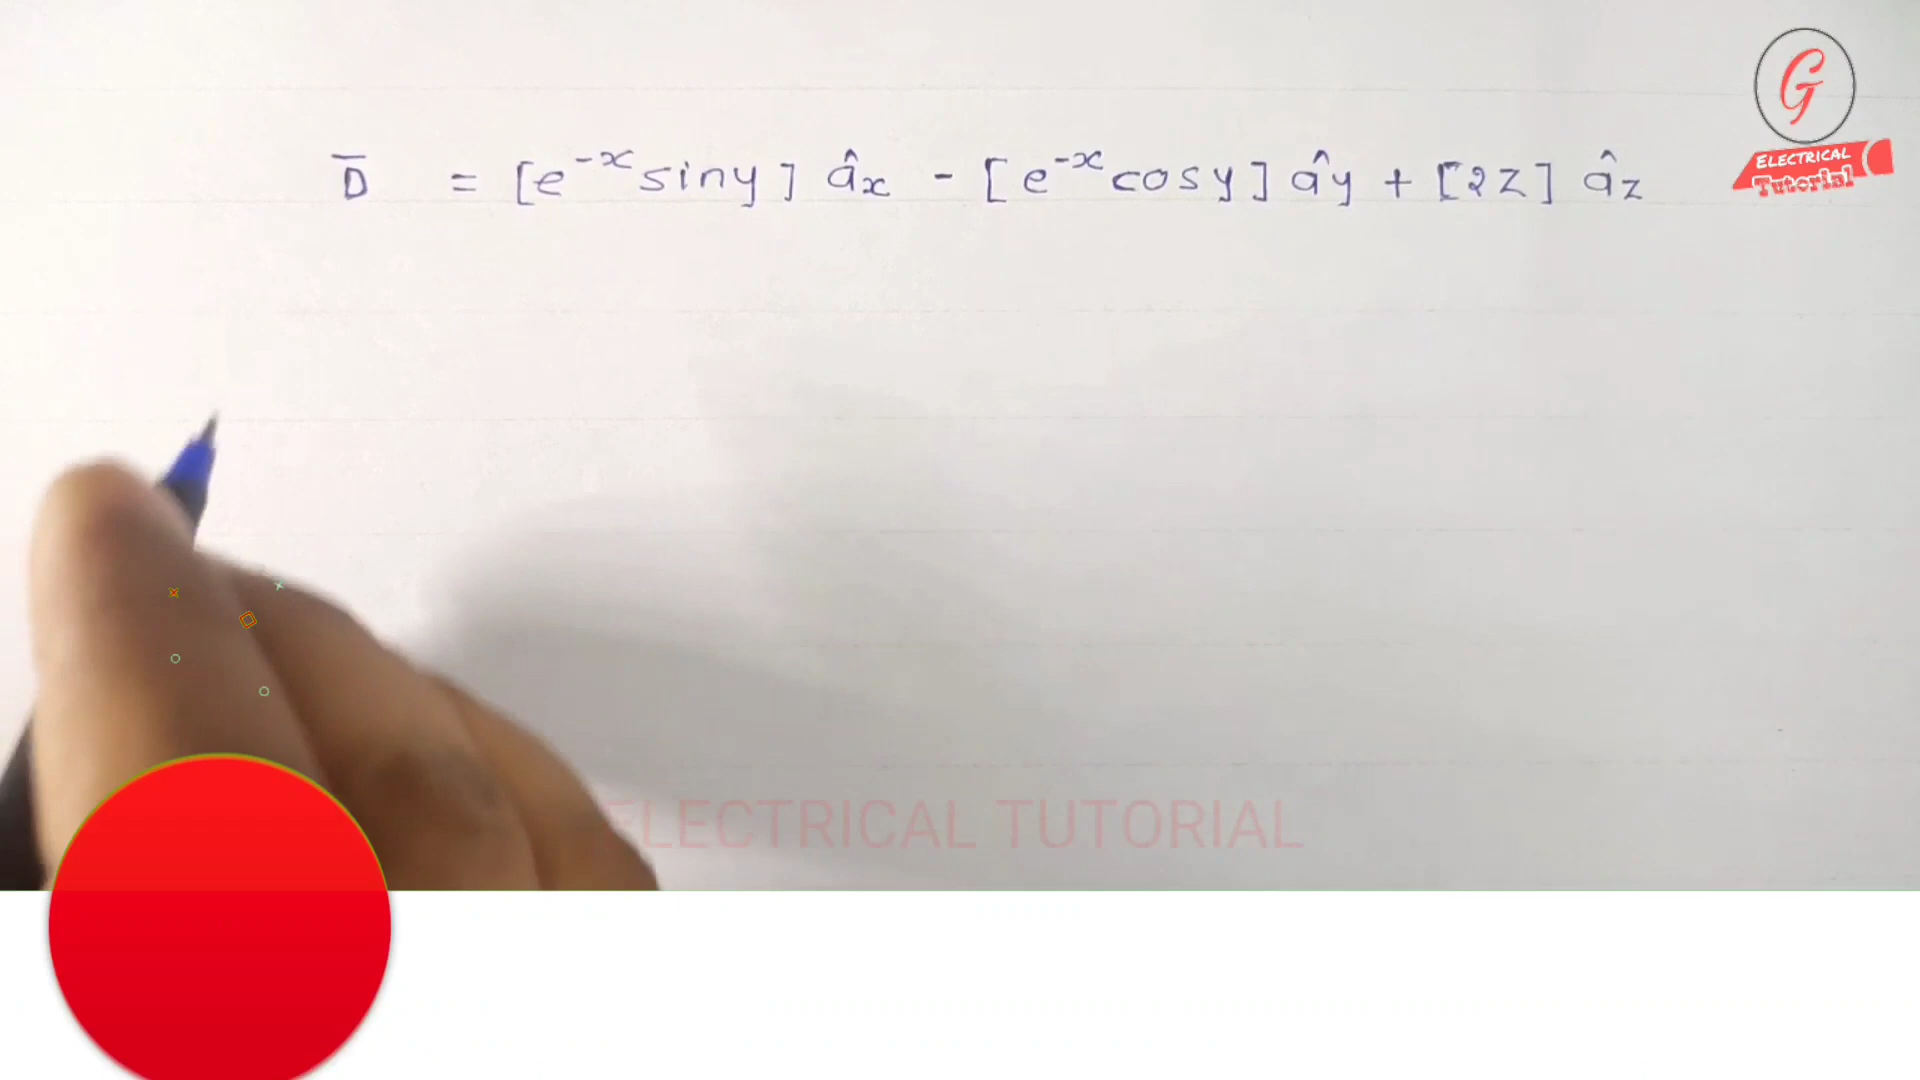 G
ELECTRICAL
Tutorial
D̅ = [e^{-x} siny] âx - [e^{-x} cosy] ây + [2z] âz
ELECTRICAL TUTORIAL